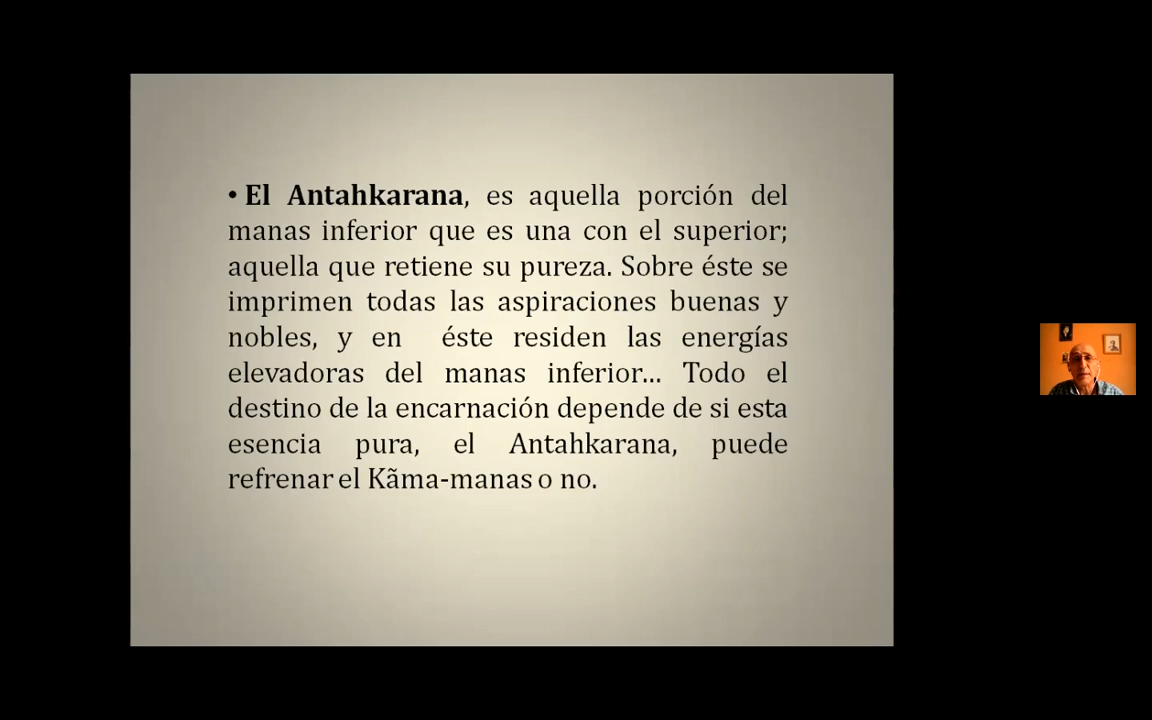 • El Antahkarana, es aquella porción del
manas inferior que es una con el superior;
aquella que retiene su pureza. Sobre éste se
imprimen todas las aspiraciones buenas y
nobles, y en éste residen las energías
elevadoras del manas inferior... Todo el
destino de la encarnación depende de si esta
esencia pura, el Antahkarana, puede
refrenar el Kãma-manas o no.